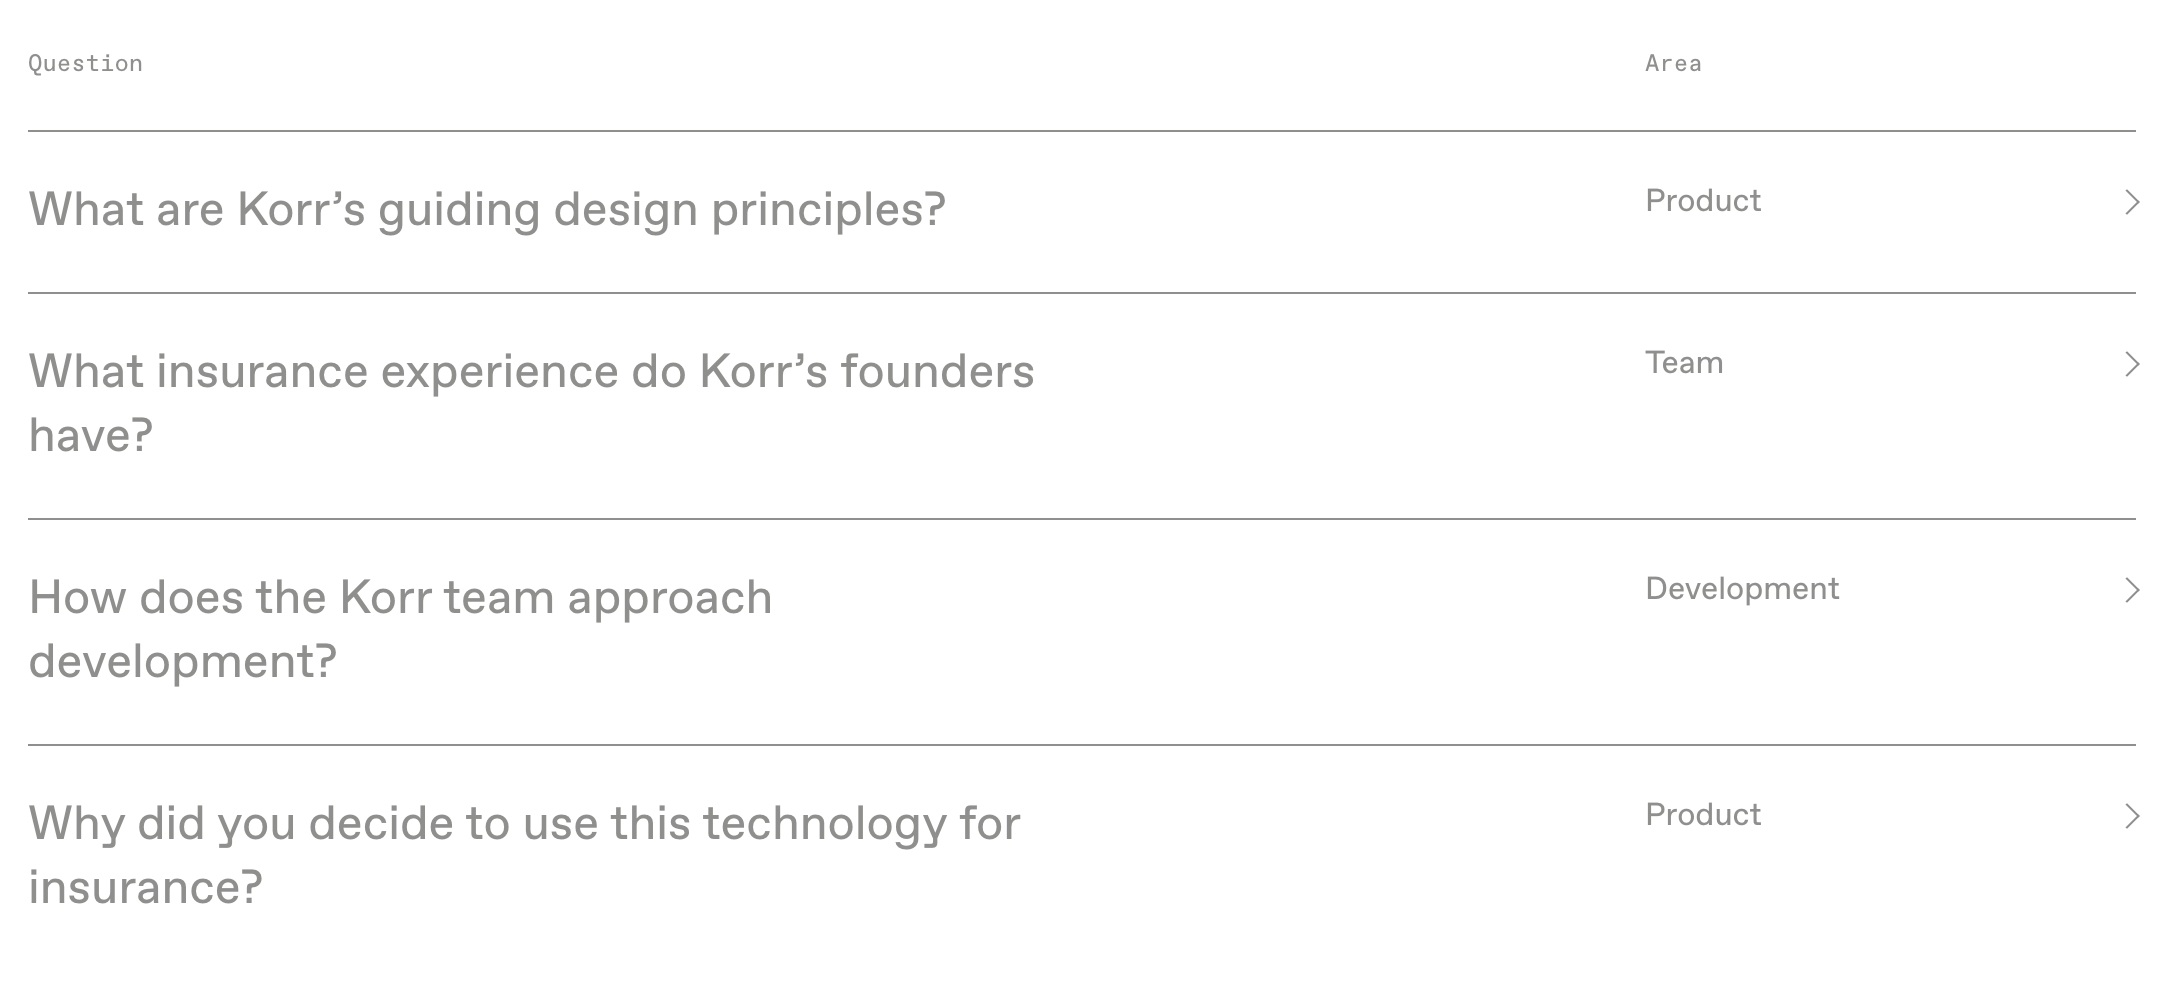 Question
Area
What are Korr’s guiding design principles?
Product
What insurance experience do Korr’s founders
have?
Team
How does the Korr team approach
development?
Development
Why did you decide to use this technology for
insurance?
Product